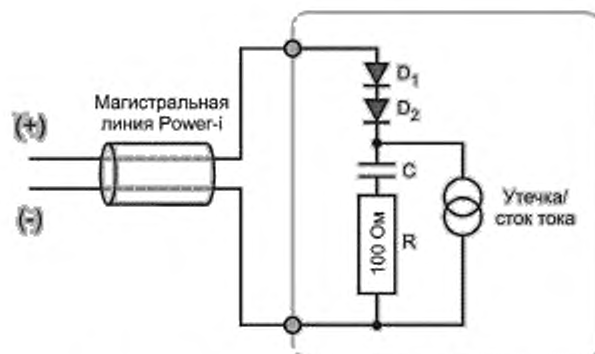 Магистральная
линия Power-i
(+)
(-)
D1
D2
C
100 Ом
R
Утечка/
сток тока